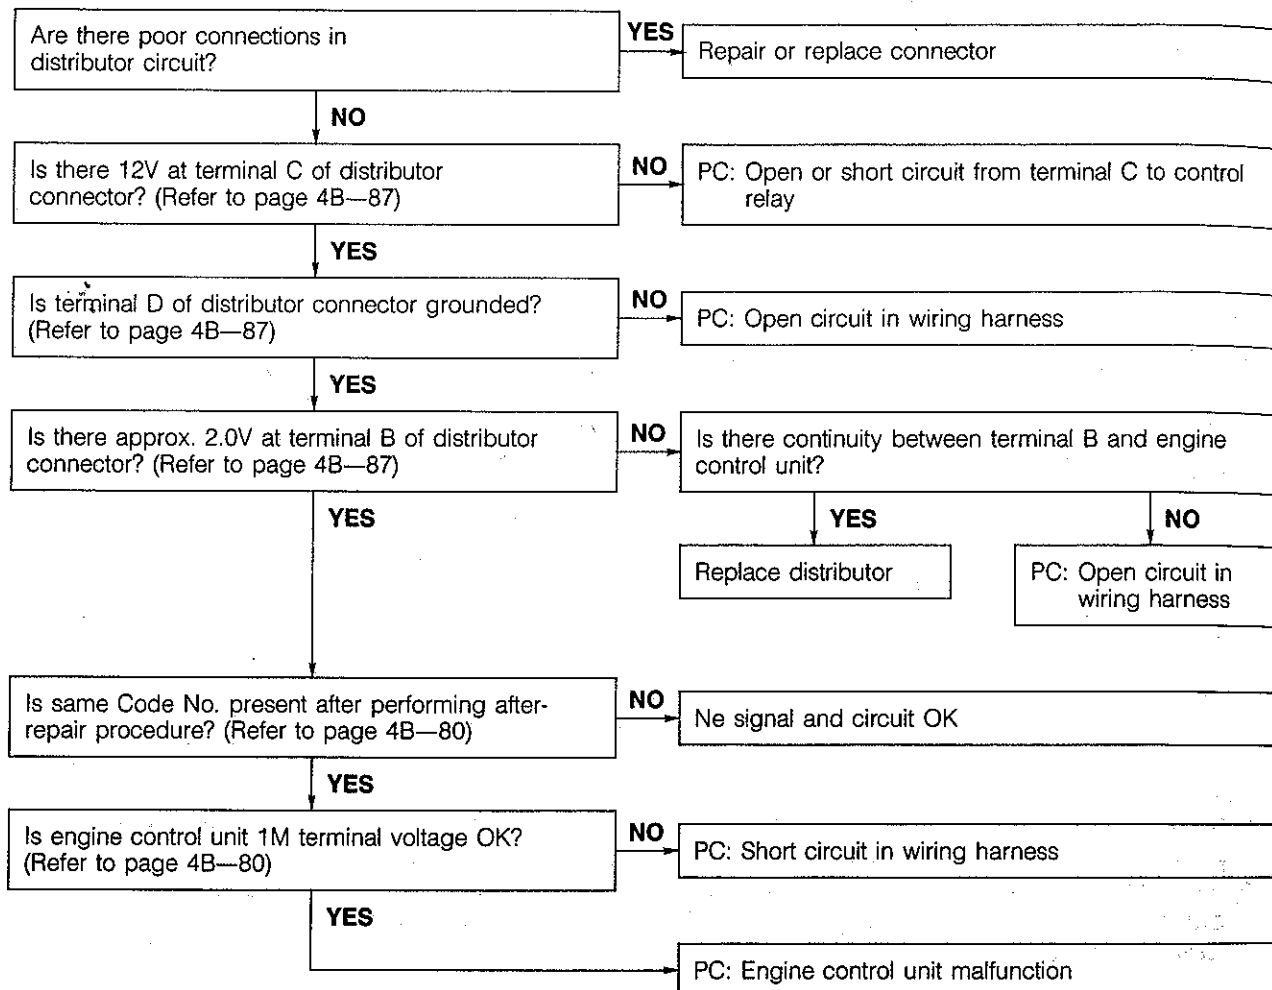 Are there poor connections in
distributor circuit?
YES
Repair or replace connector
NO
Is there 12V at terminal C of distributor
connector? (Refer to page 4B—87)
NO
PC: Open or short circuit from terminal C to control
relay
YES
Is terminal D of distributor connector grounded?
(Refer to page 4B—87)
NO
PC: Open circuit in wiring harness
YES
Is there approx. 2.0V at terminal B of distributor
connector? (Refer to page 4B—87)
NO
Is there continuity between terminal B and engine
control unit?
YES
YES
NO
Replace distributor
PC: Open circuit in
wiring harness
Is same Code No. present after performing after-
repair procedure? (Refer to page 4B—80)
NO
Ne signal and circuit OK
YES
Is engine control unit 1M terminal voltage OK?
(Refer to page 4B—80)
NO
PC: Short circuit in wiring harness
YES
PC: Engine control unit malfunction